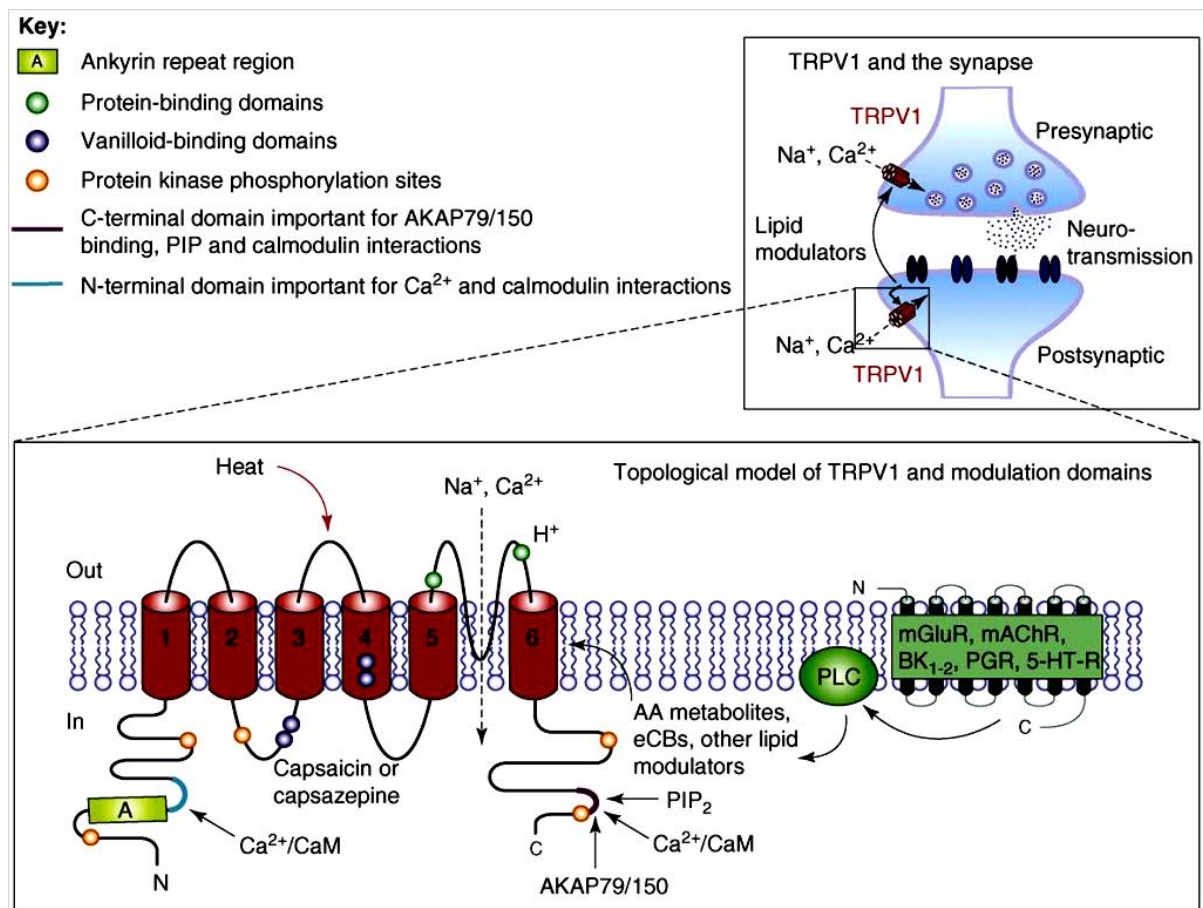 Key:
A Ankyrin repeat region
Protein-binding domains
Vanilloid-binding domains
Protein kinase phosphorylation sites
C-terminal domain important for AKAP79/150
binding, PIP and calmodulin interactions
N-terminal domain important for Ca²⁺ and calmodulin interactions
TRPV1 and the synapse
TRPV1
Presynaptic
Na⁺, Ca²⁺
Lipid
modulators
Neuro-
transmission
Na⁺, Ca²⁺
Postsynaptic
TRPV1
Topological model of TRPV1 and modulation domains
Heat
Na⁺, Ca²⁺
H⁺
Out
N
1 2 3 4 5 6
mGluR, mAChR,
BK₁₋₂, PGR, 5-HT-R
PLC
In
C
AA metabolites,
eCBs, other lipid
modulators
Capsaicin or
capsazepine
A
PIP₂
Ca²⁺/CaM
Ca²⁺/CaM
C
N
AKAP79/150